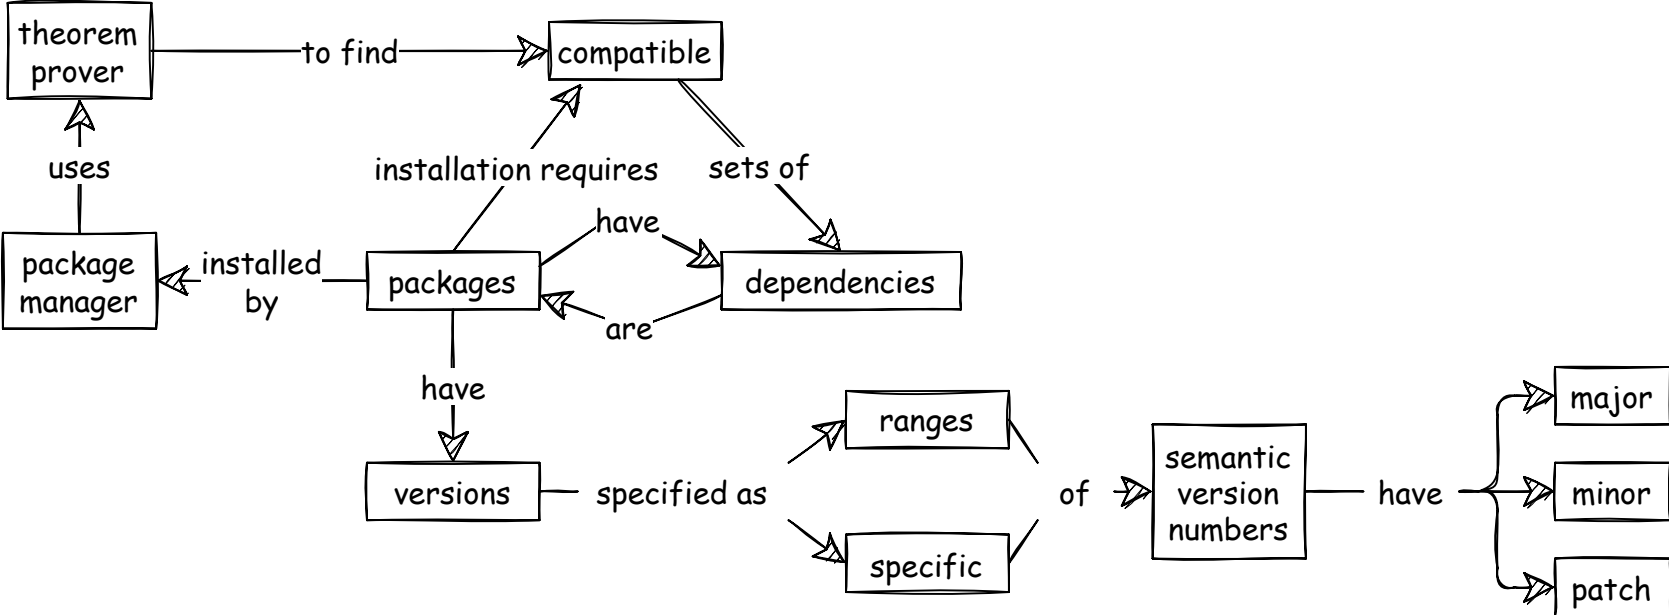 theorem
prover
to find
compatible
uses
installation requires
sets of
have
package
manager
installed
by
packages
dependencies
are
have
versions
specified as
ranges
specific
of
semantic
version
numbers
have
major
minor
patch